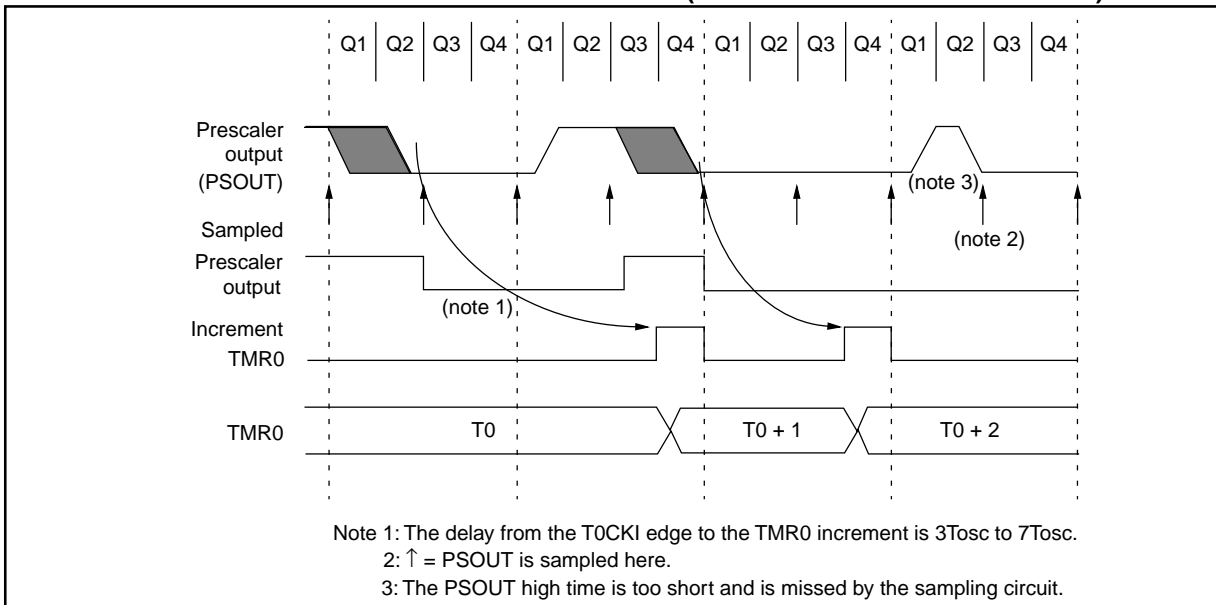 Q1 Q2 Q3 Q4 Q1 Q2 Q3 Q4 Q1 Q2 Q3 Q4 Q1 Q2 Q3 Q4
Prescaler
output
(PSOUT)
(note 3)
Sampled
(note 2)
Prescaler
output
(note 1)
Increment
TMR0
TMR0
T0 T0 + 1 T0 + 2
Note 1: The delay from the T0CKI edge to the TMR0 increment is 3Tosc to 7Tosc.
2: ↑ = PSOUT is sampled here.
3: The PSOUT high time is too short and is missed by the sampling circuit.